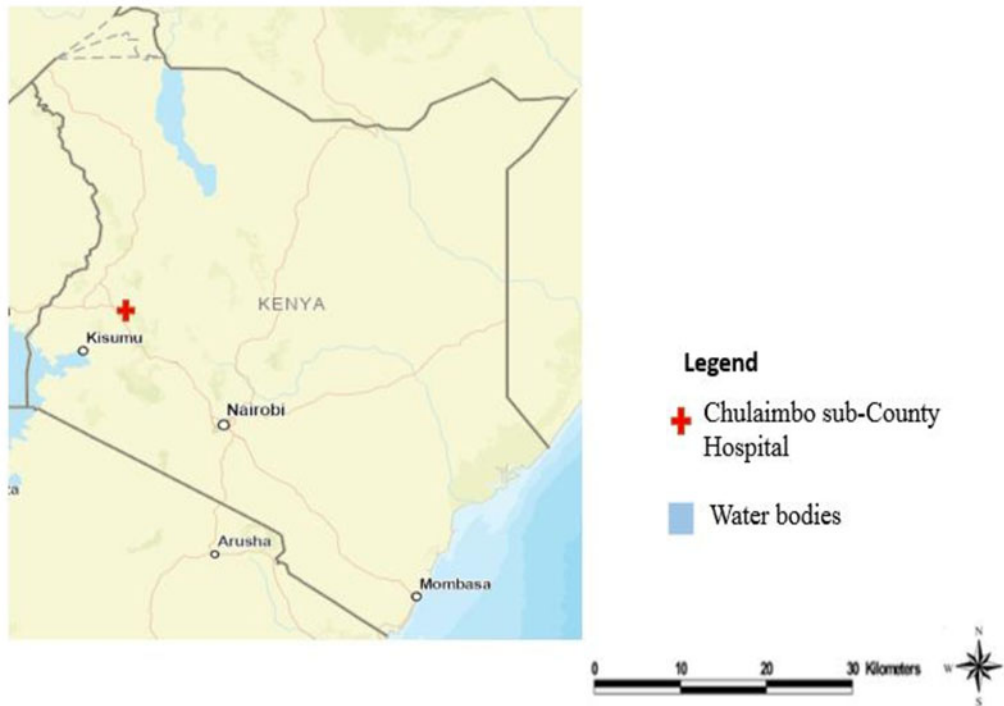 KENYA
Kisumu
Nairobi
Arusha
Mombasa
Legend
Chulaimbo sub-County
Hospital
Water bodies
0 10 20 30 Kilometers
N
W
S